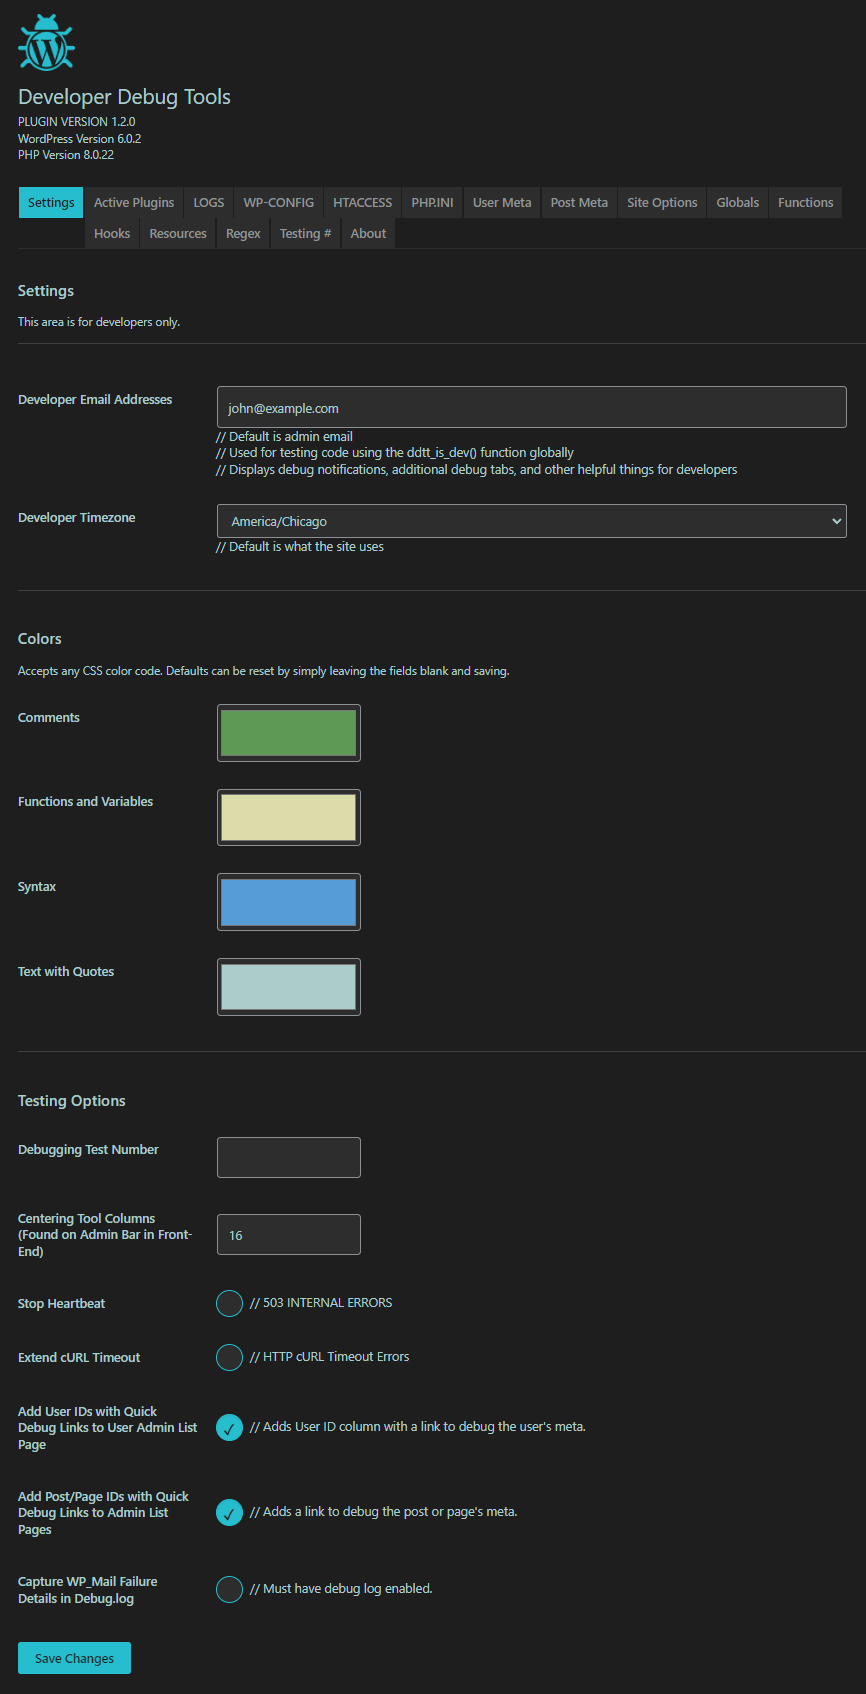 Developer Debug Tools
PLUGIN VERSION 1.2.0
WordPress Version 6.0.2
PHP Version 8.0.22
Settings Active Plugins LOGS WP-CONFIG HTACCESS PHP.INI User Meta Post Meta Site Options Globals Functions
Hooks Resources Regex Testing # About
Settings
This area is for developers only.
Developer Email Addresses
john@example.com
// Default is admin email
// Used for testing code using the ddtt_is_dev() function globally
// Displays debug notifications, additional debug tabs, and other helpful things for developers
Developer Timezone
America/Chicago
// Default is what the site uses
Colors
Accepts any CSS color code. Defaults can be reset by simply leaving the fields blank and saving.
Comments
Functions and Variables
Syntax
Text with Quotes
Testing Options
Debugging Test Number
Centering Tool Columns
(Found on Admin Bar in Front-
End)
16
Stop Heartbeat
// 503 INTERNAL ERRORS
Extend cURL Timeout
// HTTP cURL Timeout Errors
Add User IDs with Quick
Debug Links to User Admin List
Page
// Adds User ID column with a link to debug the user's meta.
Add Post/Page IDs with Quick
Debug Links to Admin List
Pages
// Adds a link to debug the post or page's meta.
Capture WP_Mail Failure
Details in Debug.log
// Must have debug log enabled.
Save Changes